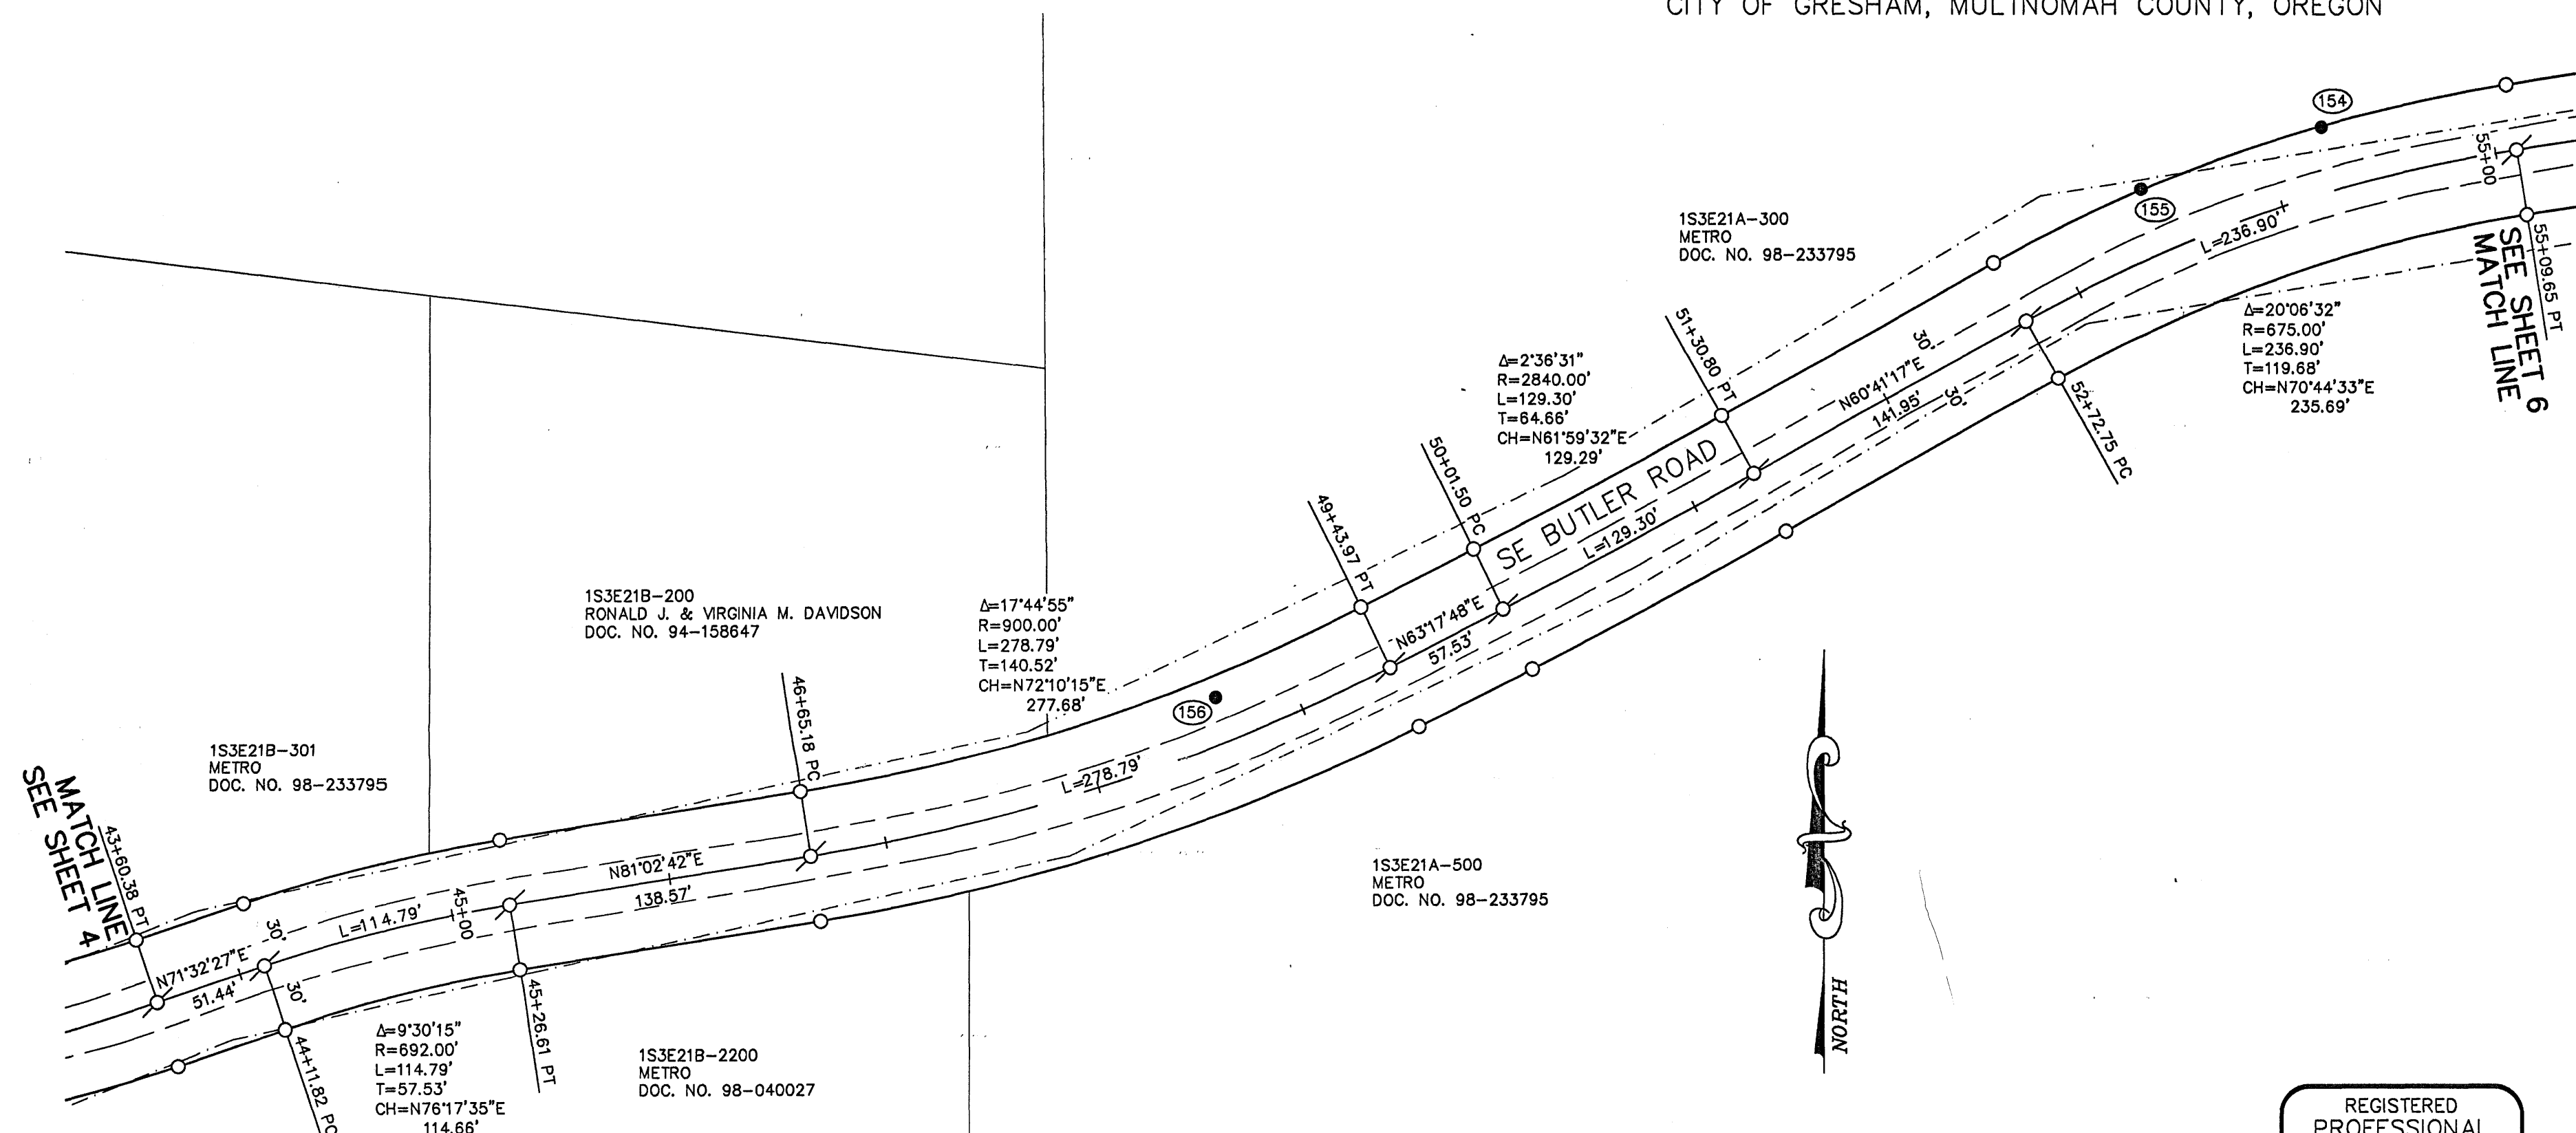 CITY OF GRESHAM, MULTNOMAH COUNTY, OREGON
154
155
55+00
55+09.65 PT
SEE SHEET 6
MATCH LINE
1S3E21A-300
METRO
DOC. NO. 98-233795
L=236.90'
Δ=20°06'32"
R=675.00'
L=236.90'
T=119.68'
CH=N70°44'33"E
235.69'
51+30.80 PT
30'
N60°41'17"E
141.95'
30'
52+72.75 PC
Δ=2°36'31"
R=2840.00'
L=129.30'
T=64.66'
CH=N61°59'32"E
129.29'
50+01.50 PC
SE BUTLER ROAD
L=129.30'
49+43.97 PT
N63°17'48"E
57.53'
1S3E21B-200
RONALD J. & VIRGINIA M. DAVIDSON
DOC. NO. 94-158647
Δ=17°44'55"
R=900.00'
L=278.79'
T=140.52'
CH=N72°10'15"E
277.68'
156
46+65.18 PC
L=278.79'
1S3E21B-301
METRO
DOC. NO. 98-233795
MATCH LINE
SEE SHEET 4
43+60.38 PT
N71°32'27"E
51.44'
30'
30'
L=114.79'
45+00
N81°02'42"E
138.57'
44+11.82 PC
45+26.61 PT
Δ=9°30'15"
R=692.00'
L=114.79'
T=57.53'
CH=N76°17'35"E
114.66'
1S3E21B-2200
METRO
DOC. NO. 98-040027
1S3E21A-500
METRO
DOC. NO. 98-233795
NORTH
REGISTERED
PROFESSIONAL